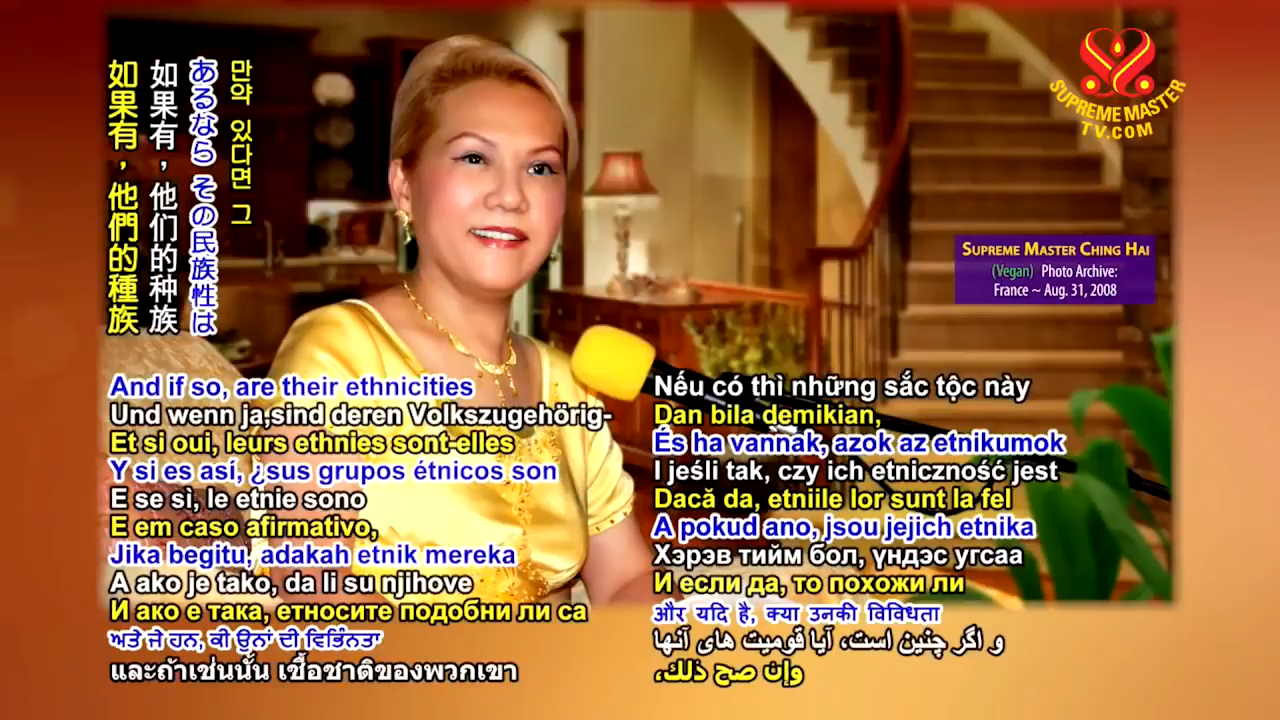 如果有，他們的種族
如果有，他们的种族
あるなら その民族性は
만약 있다면 그
SUPREME MASTER
TV.COM
SUPREME MASTER CHING HAI
(Vegan) Photo Archive:
France ~ Aug. 31, 2008
And if so, are their ethnicities
Und wenn ja,sind deren Volkszugehörig-
Et si oui, leurs ethnies sont-elles
Y si es así, ¿sus grupos étnicos son
E se sì, le etnie sono
E em caso afirmativo,
Jika begitu, adakah etnik mereka
A ako je tako, da li su njihove
И ако е така, етносите подобни ли са
ਅਤੇ ਜੇ ਹਨ, ਕੀ ਉਨਾਂ ਦੀ ਵਿਭਿੰਨਤਾ
และถ้าเช่นนั้น เชื้อชาติของพวกเขา
Nếu có thì những sắc tộc này
Dan bila demikian,
És ha vannak, azok az etnikumok
I jeśli tak, czy ich etniczność jest
Dacă da, etniile lor sunt la fel
A pokud ano, jsou jejich etnika
Хэрэв тийм бол, үндэс угсаа
И если да, то похожи ли
और यदि है, क्या उनकी विविधता
و اگر چنین است، آیا قومیت های آنها
وإن صح ذلك،